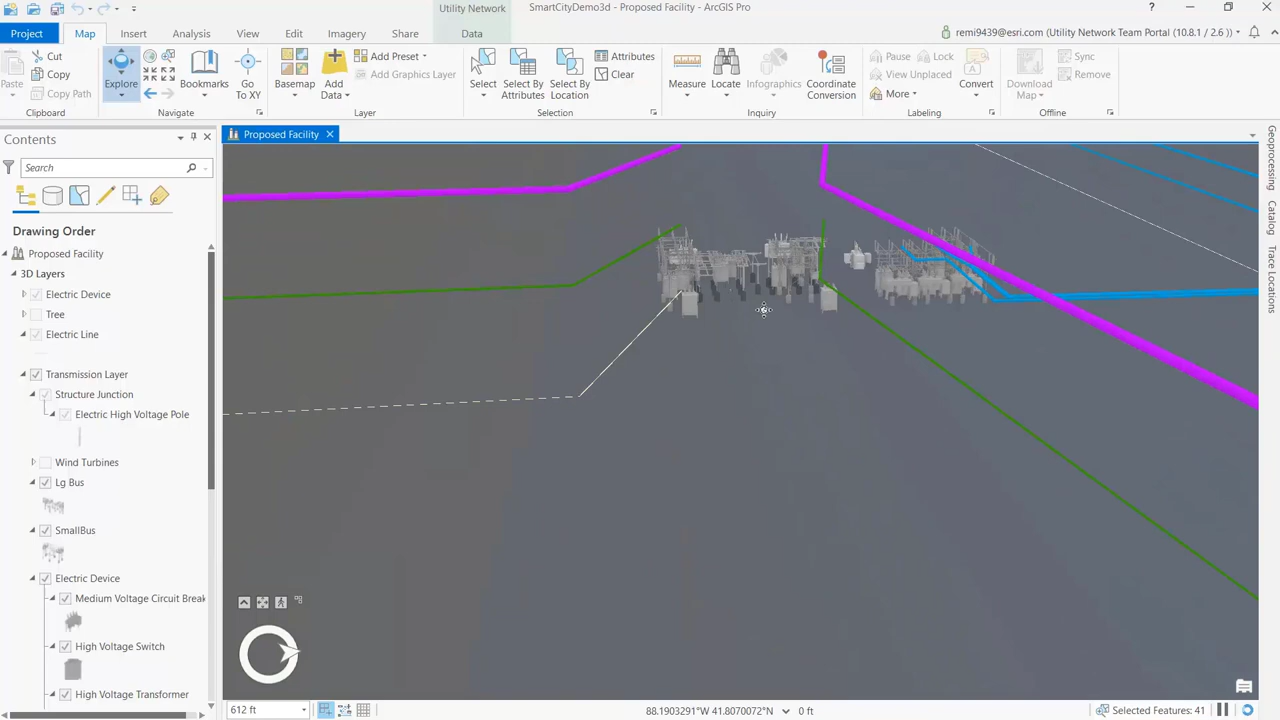 Utility Network
SmartCityDemo3d - Proposed Facility - ArcGIS Pro
?
Project
Map
Insert
Analysis
View
Edit
Imagery
Share
Data
remi9439@esri.com (Utility Network Team Portal (10.8.1 / 2.6 ))
Paste
Cut
Copy
Copy Path
Clipboard
Explore
Bookmarks
Go To XY
Navigate
Basemap
Add Data
Add Preset
Add Graphics Layer
Layer
Select
Select By Attributes
Select By Location
Attributes
Clear
Selection
Measure
Locate
Infographics
Coordinate Conversion
Inquiry
Pause
Lock
View Unplaced
More
Convert
Labeling
Download Map
Sync
Remove
Offline
Contents
Search
Drawing Order
Proposed Facility
3D Layers
Electric Device
Tree
Electric Line
Transmission Layer
Structure Junction
Electric High Voltage Pole
Wind Turbines
Lg Bus
SmallBus
Electric Device
Medium Voltage Circuit Break
High Voltage Switch
High Voltage Transformer
Proposed Facility
Geoprocessing
Catalog
Trace Locations
612 ft
88.1903291°W 41.8070072°N
0 ft
Selected Features: 41